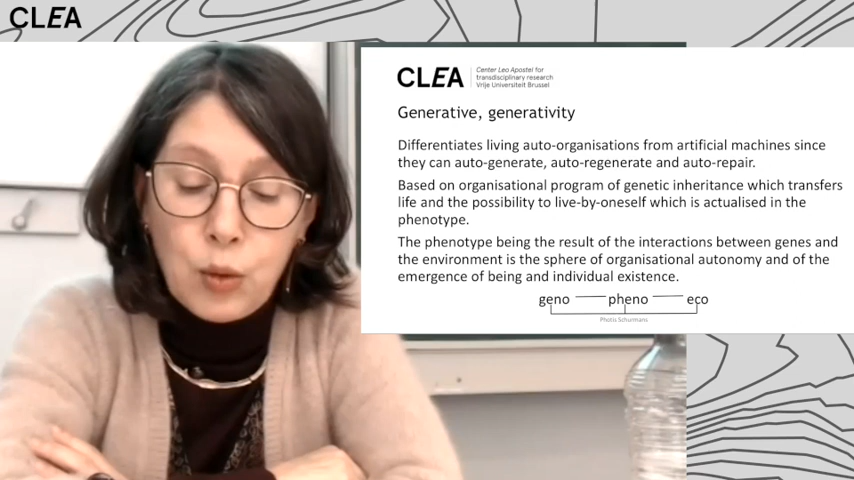 CLEA
CLEA
Center Leo Apostel for
transdisciplinary research
Vrije Universiteit Brussel
Generative, generativity
Differentiates living auto-organisations from artificial machines since
they can auto-generate, auto-regenerate and auto-repair.
Based on organisational program of genetic inheritance which transfers
life and the possibility to live-by-oneself which is actualised in the
phenotype.
The phenotype being the result of the interactions between genes and
the environment is the sphere of organisational autonomy and of the
emergence of being and individual existence.
geno pheno eco
Photis Schurmans